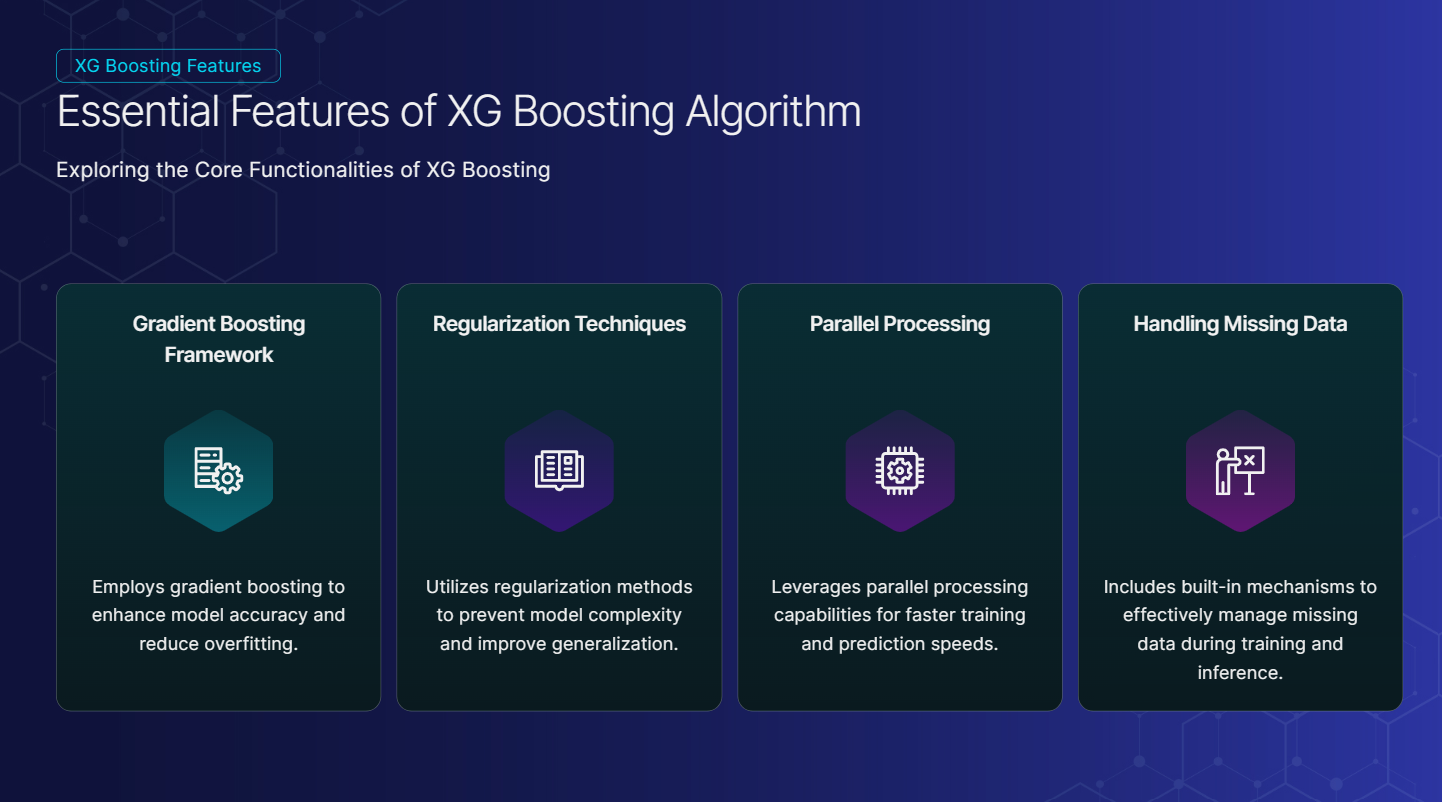 XG Boosting Features
Essential Features of XG Boosting Algorithm
Exploring the Core Functionalities of XG Boosting
Gradient Boosting
Framework
Employs gradient boosting to
enhance model accuracy and
reduce overfitting.
Regularization Techniques
Utilizes regularization methods
to prevent model complexity
and improve generalization.
Parallel Processing
Leverages parallel processing
capabilities for faster training
and prediction speeds.
Handling Missing Data
Includes built-in mechanisms to
effectively manage missing
data during training and
inference.